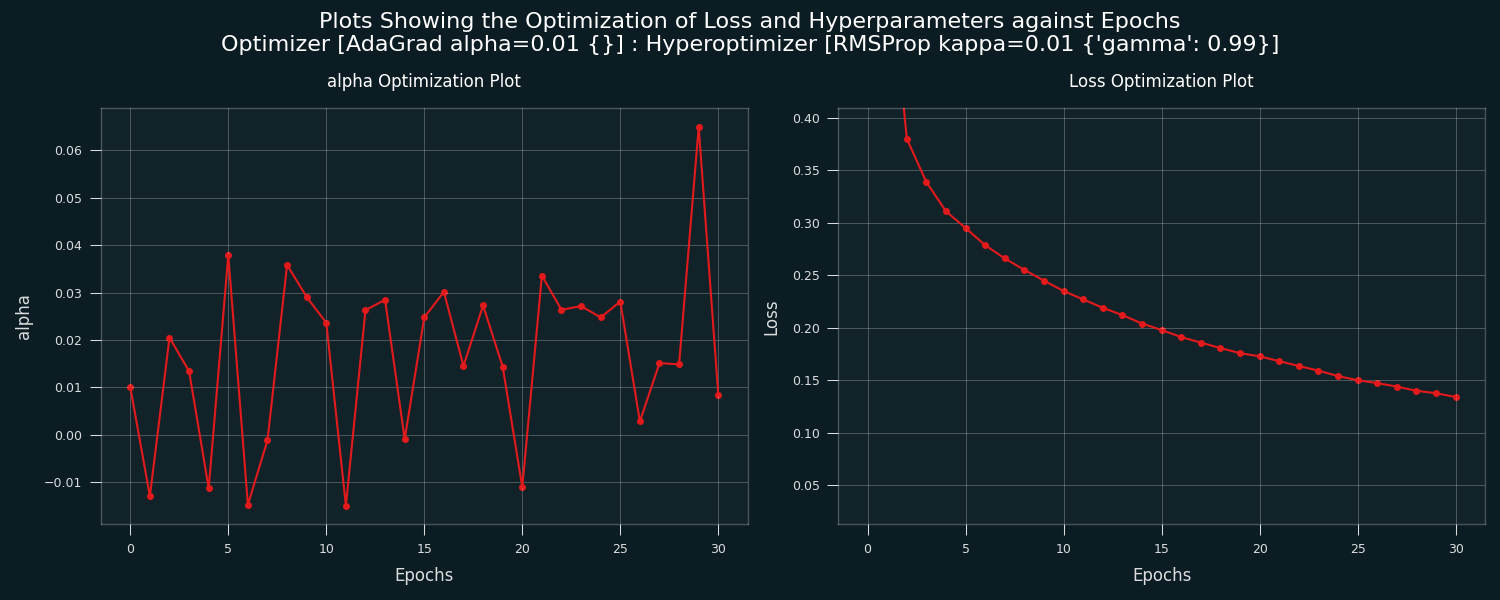 Plots Showing the Optimization of Loss and Hyperparameters against Epochs
Optimizer [AdaGrad alpha=0.01 {}] : Hyperoptimizer [RMSProp kappa=0.01 {'gamma': 0.99}]
alpha Optimization Plot
alpha
0.06
0.05
0.04
0.03
0.02
0.01
0.00
−0.01
0 5 10 15 20 25 30
Epochs
Loss Optimization Plot
Loss
0.40
0.35
0.30
0.25
0.20
0.15
0.10
0.05
0 5 10 15 20 25 30
Epochs